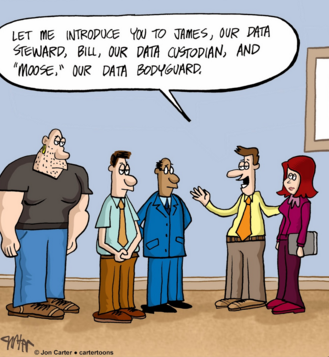 LET ME INTRODUCE YOU TO JAMES, OUR DATA
STEWARD, BILL, OUR DATA CUSTODIAN, AND
"MOOSE," OUR DATA BODYGUARD.
© Jon Carter • cartertoons